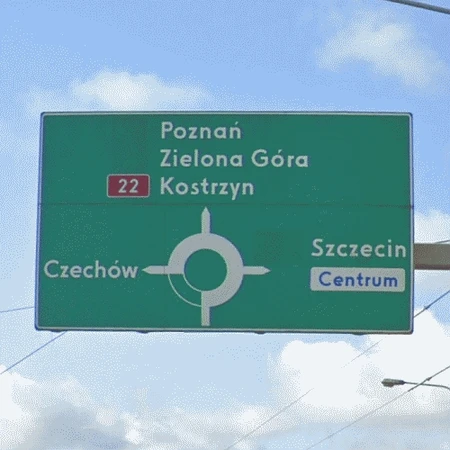 Poznań
Zielona Góra
22 Kostrzyn
Czechów
Szczecin
Centrum